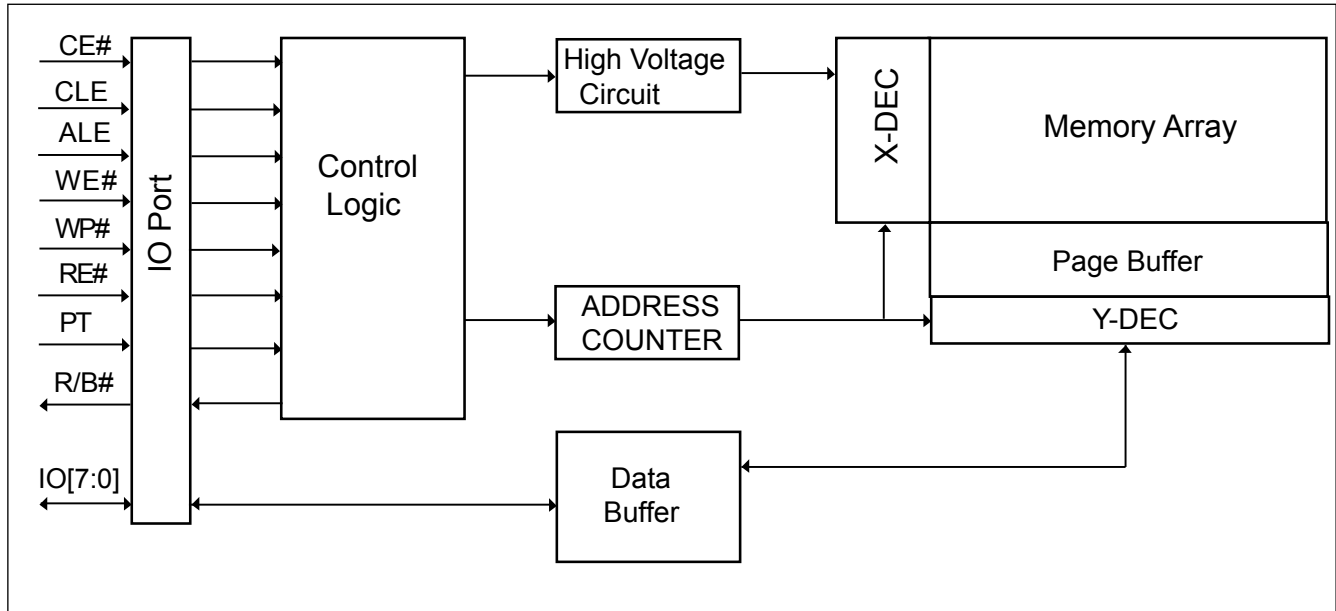 CE#
CLE
ALE
WE#
WP#
RE#
PT
R/B#
IO[7:0]
IO Port
Control
Logic
High Voltage
Circuit
ADDRESS
COUNTER
Data
Buffer
X-DEC
Memory Array
Page Buffer
Y-DEC